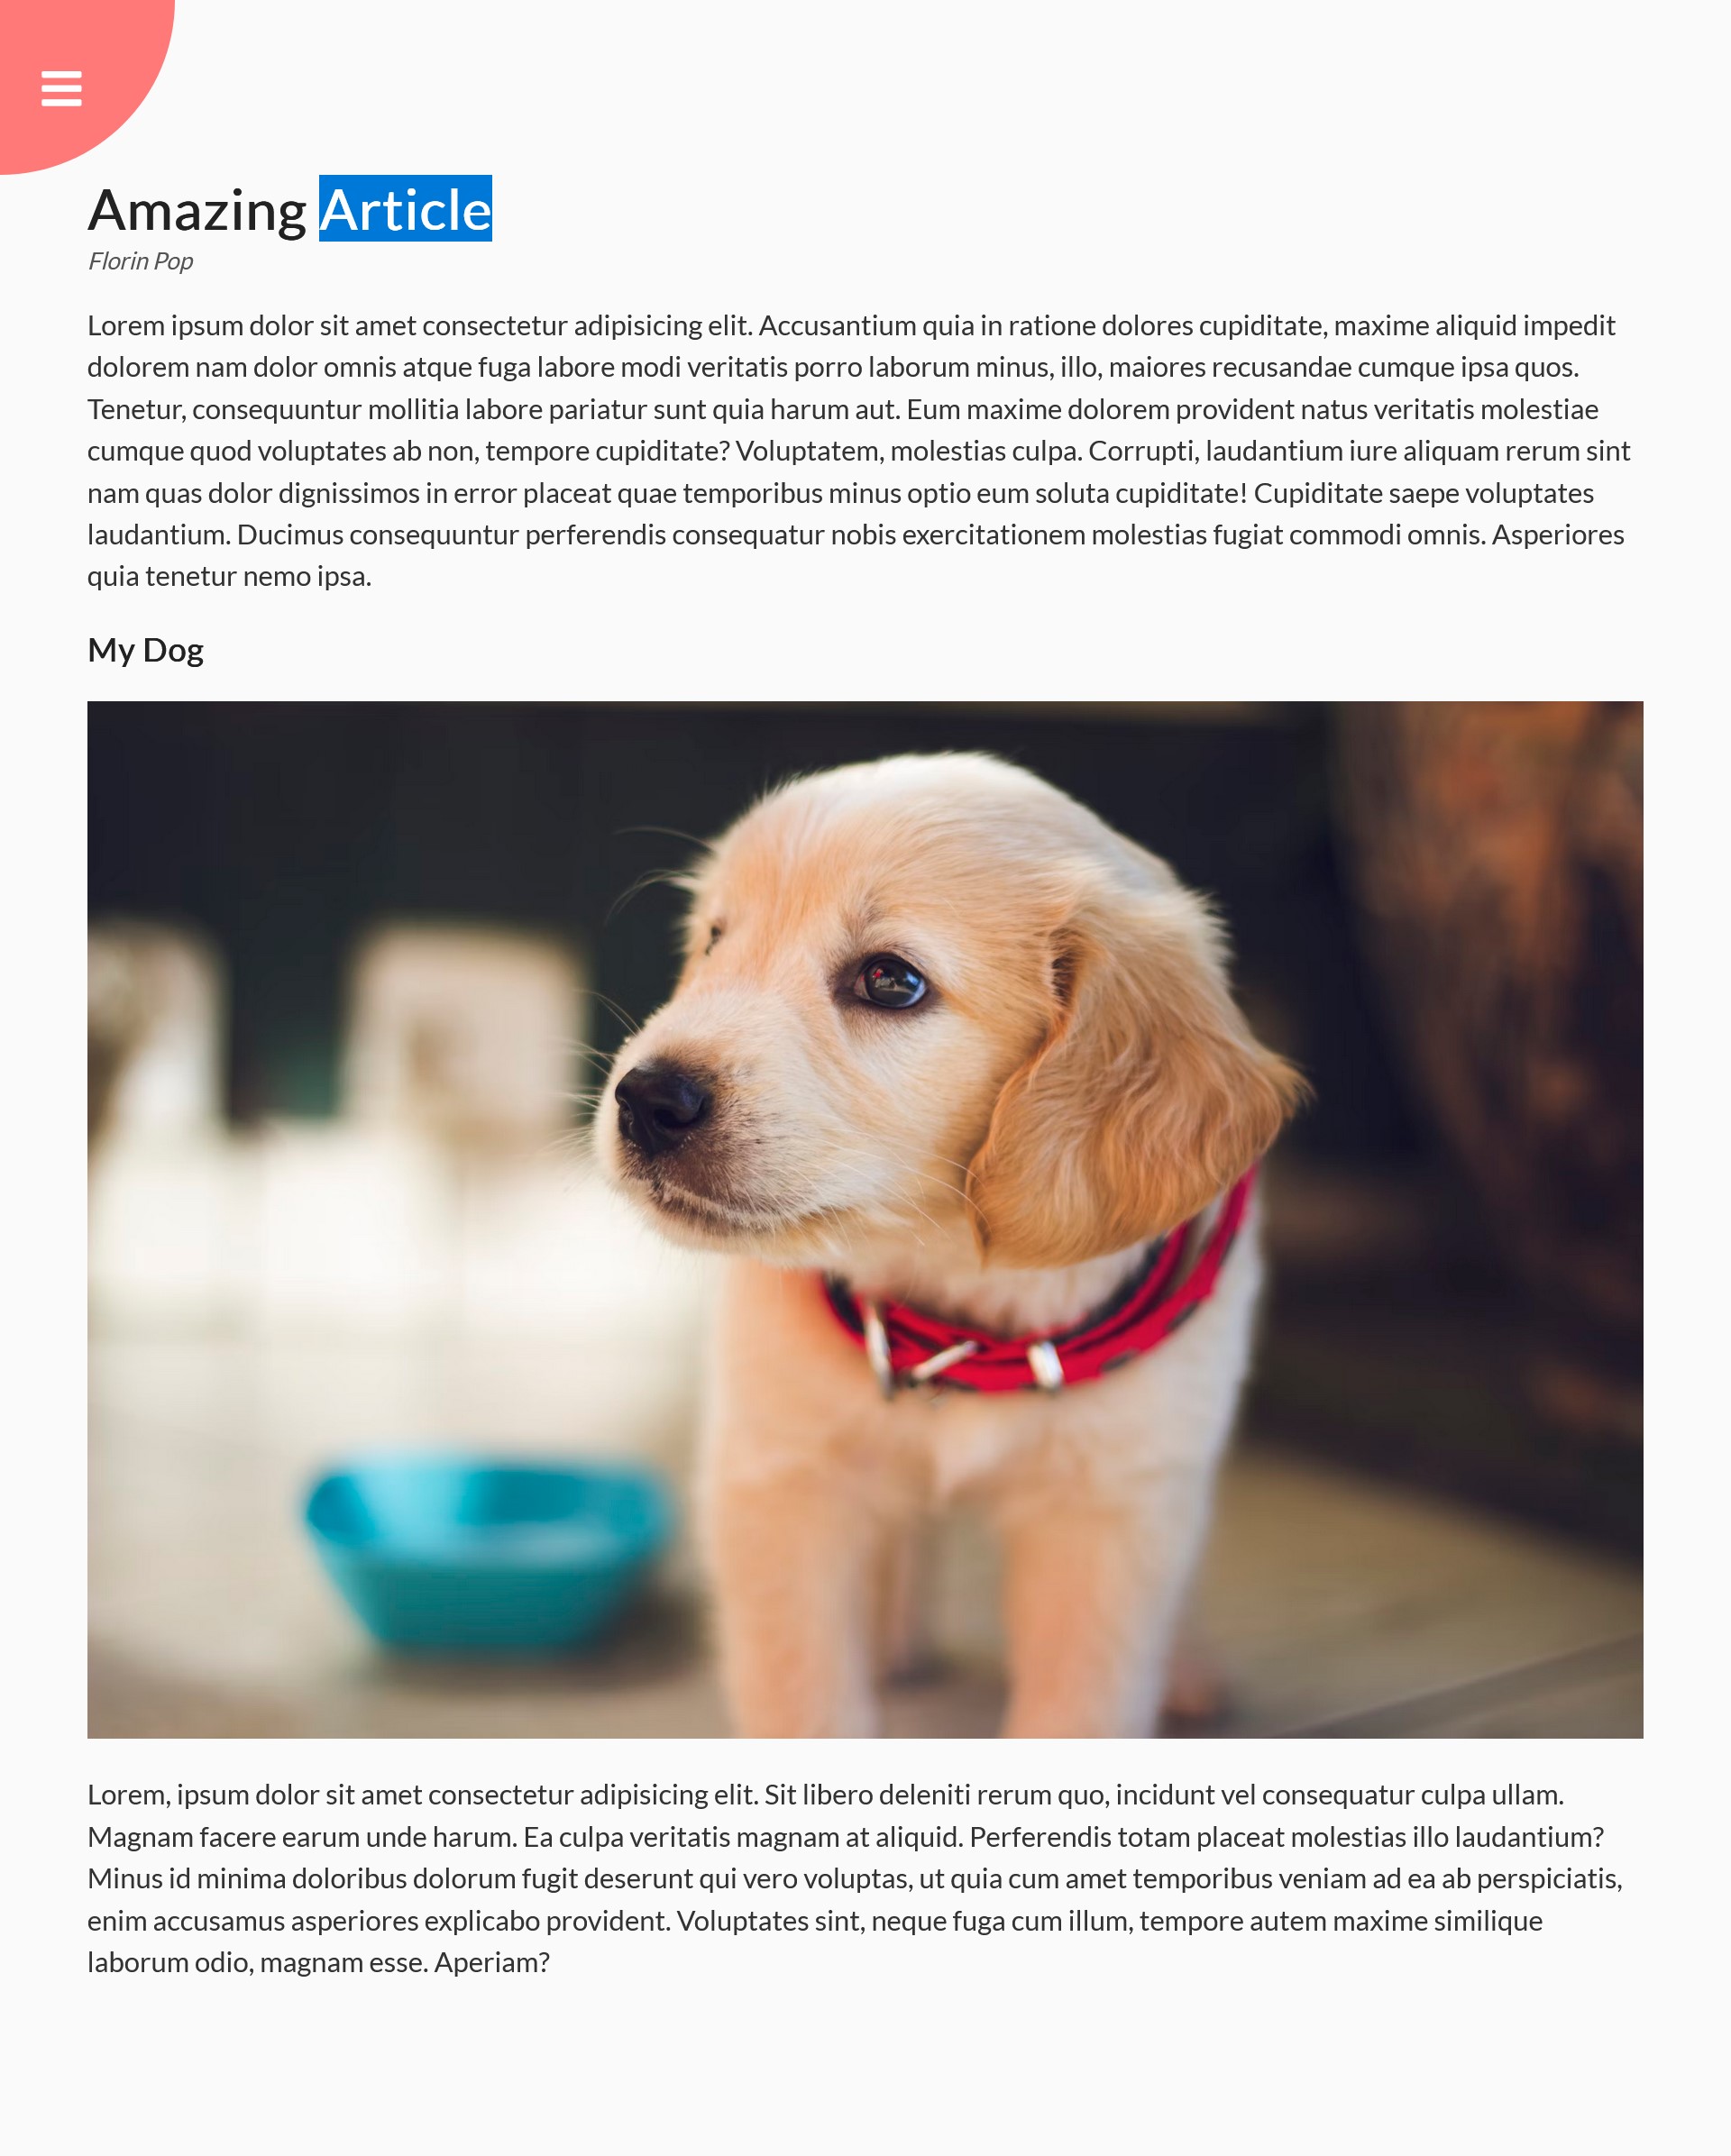 Amazing Article
Florin Pop
Lorem ipsum dolor sit amet consectetur adipisicing elit. Accusantium quia in ratione dolores cupiditate, maxime aliquid impedit
dolorem nam dolor omnis atque fuga labore modi veritatis porro laborum minus, illo, maiores recusandae cumque ipsa quos.
Tenetur, consequuntur mollitia labore pariatur sunt quia harum aut. Eum maxime dolorem provident natus veritatis molestiae
cumque quod voluptates ab non, tempore cupiditate? Voluptatem, molestias culpa. Corrupti, laudantium iure aliquam rerum sint
nam quas dolor dignissimos in error placeat quae temporibus minus optio eum soluta cupiditate! Cupiditate saepe voluptates
laudantium. Ducimus consequuntur perferendis consequatur nobis exercitationem molestias fugiat commodi omnis. Asperiores
quia tenetur nemo ipsa.
My Dog
Lorem, ipsum dolor sit amet consectetur adipisicing elit. Sit libero deleniti rerum quo, incidunt vel consequatur culpa ullam.
Magnam facere earum unde harum. Ea culpa veritatis magnam at aliquid. Perferendis totam placeat molestias illo laudantium?
Minus id minima doloribus dolorum fugit deserunt qui vero voluptas, ut quia cum amet temporibus veniam ad ea ab perspiciatis,
enim accusamus asperiores explicabo provident. Voluptates sint, neque fuga cum illum, tempore autem maxime similique
laborum odio, magnam esse. Aperiam?